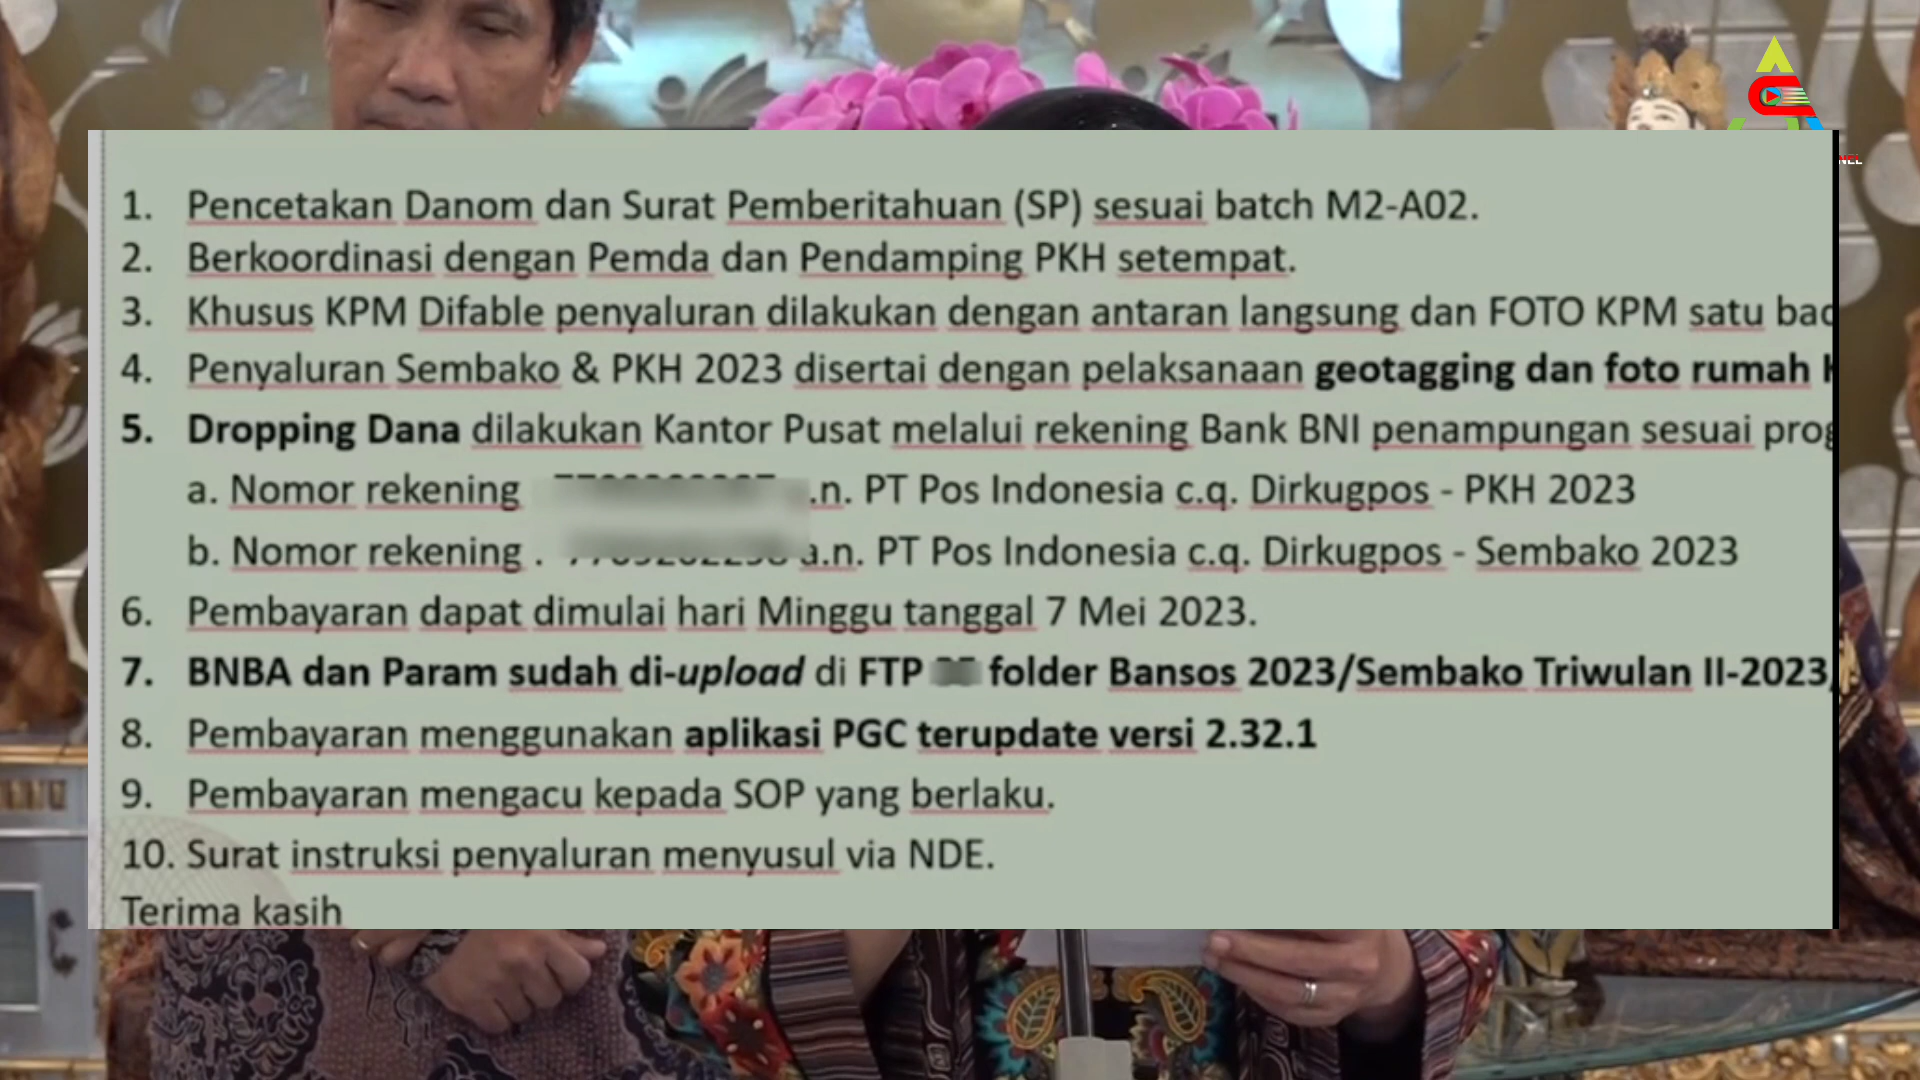 NEL
1. Pencetakan Danom dan Surat Pemberitahuan (SP) sesuai batch M2-A02.
2. Berkoordinasi dengan Pemda dan Pendamping PKH setempat.
3. Khusus KPM Difable penyaluran dilakukan dengan antaran langsung dan FOTO KPM satu
4. Penyaluran Sembako & PKH 2023 disertai dengan pelaksanaan geotagging dan foto rumah
5. Dropping Dana dilakukan Kantor Pusat melalui rekening Bank BNI penampungan sesuai
a. Nomor rekening .n. PT Pos Indonesia c.q. Dirkugpos - PKH 2023
b. Nomor rekening . a.n. PT Pos Indonesia c.q. Dirkugpos - Sembako 2023
6. Pembayaran dapat dimulai hari Minggu tanggal 7 Mei 2023.
7. BNBA dan Param sudah di-upload di FTP folder Bansos 2023/Sembako Triwulan II-2023,
8. Pembayaran menggunakan aplikasi PGC terupdate versi 2.32.1
9. Pembayaran mengacu kepada SOP yang berlaku.
10. Surat instruksi penyaluran menyusul via NDE.
Terima kasih